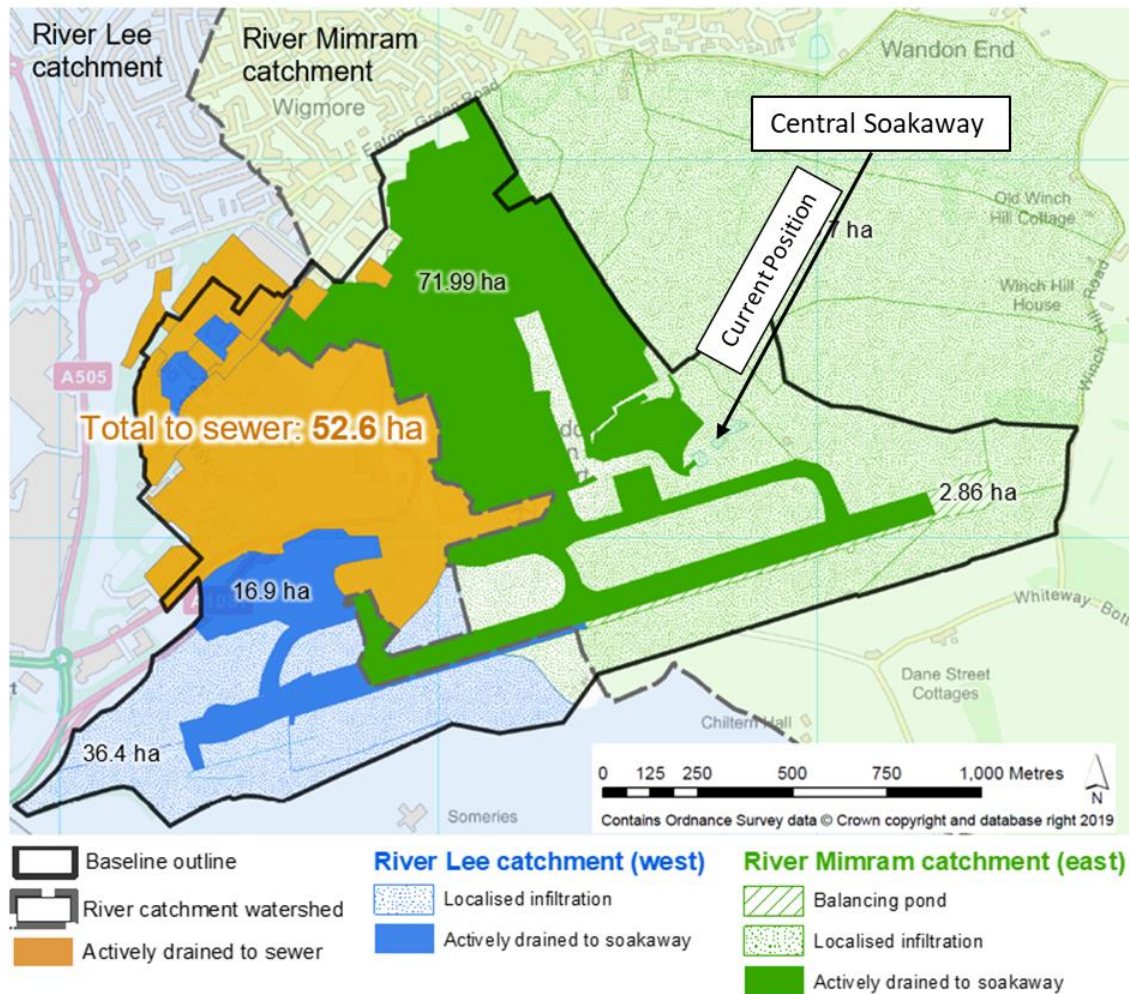 River Lee
catchment
River Mimram
catchment
Wigmore
Eaton Green Road
Wandon End
Central Soakaway
Current Position
7 ha
Old Winch
Hill Cottage
Winch Hill
House
Winch Hill Road
71.99 ha
A505
Total to sewer: 52.6 ha
2.86 ha
16.9 ha
Whiteway Bott
Dane Street
Cottages
Chiltern Hall
36.4 ha
Someries
0 125 250 500 750 1,000 Metres
N
Contains Ordnance Survey data © Crown copyright and database right 2019
Baseline outline
River catchment watershed
Actively drained to sewer
River Lee catchment (west)
Localised infiltration
Actively drained to soakaway
River Mimram catchment (east)
Balancing pond
Localised infiltration
Actively drained to soakaway